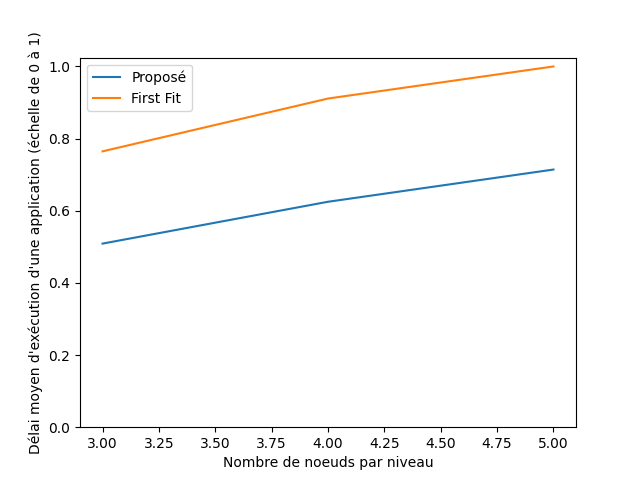 Délai moyen d'exécution d'une application (échelle de 0 à 1)
1.0
0.8
0.6
0.4
0.2
0.0
Proposé
First Fit
3.00 3.25 3.50 3.75 4.00 4.25 4.50 4.75 5.00
Nombre de noeuds par niveau